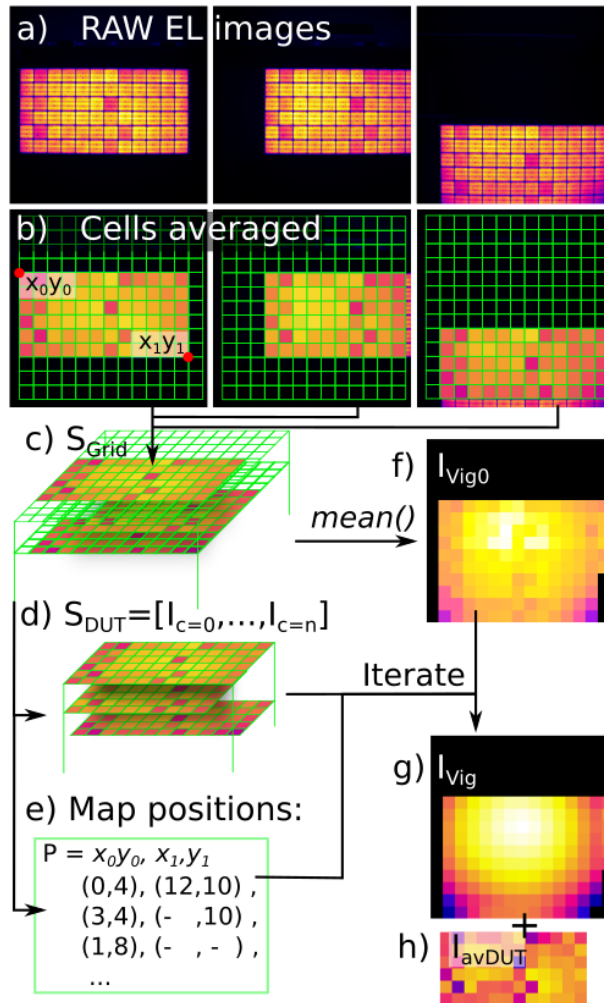 a) RAW EL images
b) Cells averaged
x0y0
x1y1
c) SGrid
f) IVig0
mean()
d) SDUT=[Ic=0,...,Ic=n]
Iterate
g) IVig
e) Map positions:
P = x0y0, x1,y1
(0,4), (12,10) ,
(3,4), (- ,10) ,
(1,8), (- , - ) ,
...
+
h) IavDUT